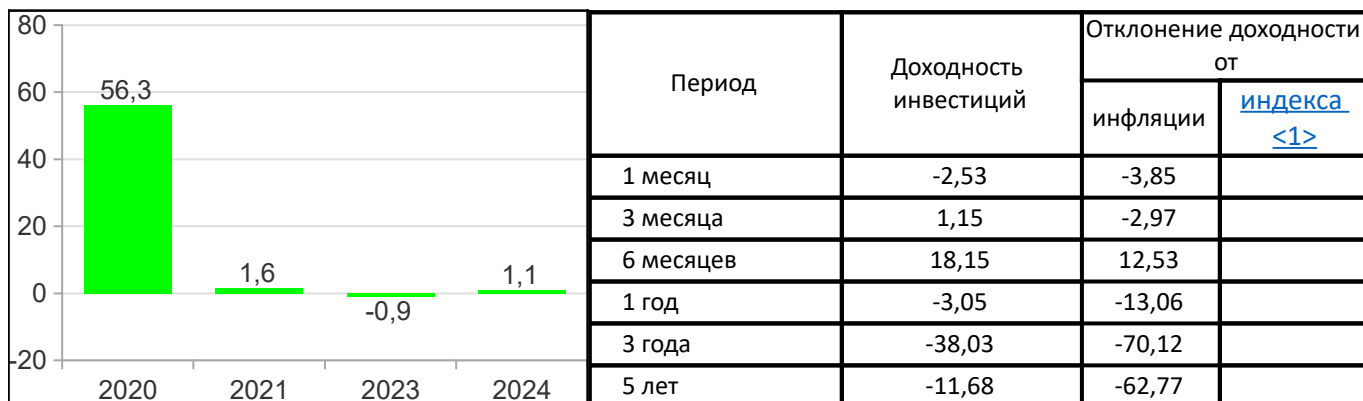 80
60
40
20
0
-20
56,3
1,6
-0,9
1,1
2020 2021 2023 2024
Период
Доходность
инвестиций
Отклонение доходности
от
инфляции
индекса
<1>
1 месяц -2,53 -3,85
3 месяца 1,15 -2,97
6 месяцев 18,15 12,53
1 год -3,05 -13,06
3 года -38,03 -70,12
5 лет -11,68 -62,77